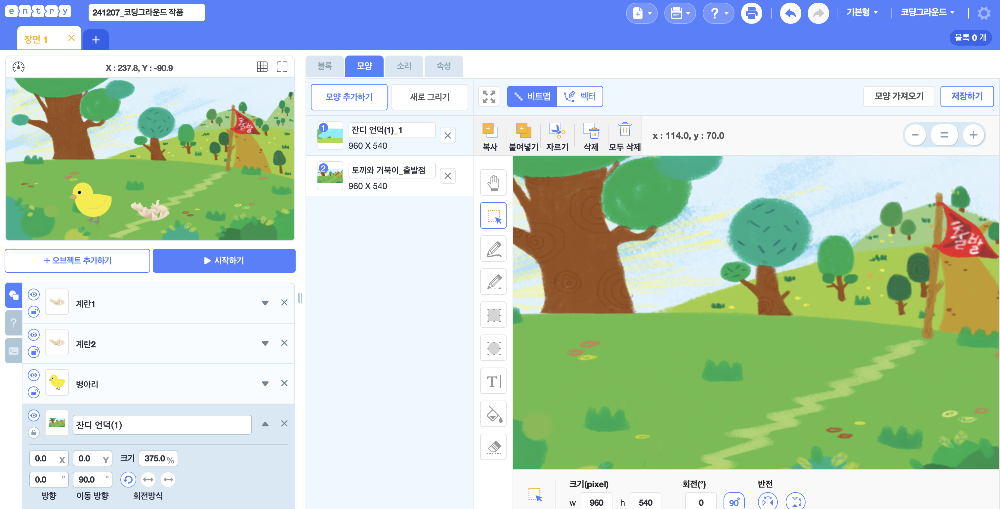 entry
241207_코딩그라운드 작품
?
기본형
코딩그라운드
장면 1
+
블록 0 개
X : 237.8, Y : -90.9
출발
+ 오브젝트 추가하기
시작하기
계란1
계란2
병아리
잔디 언덕(1)
?
>_
0.0 X
0.0 Y
크기 375.0 %
0.0 °
90.0 °
방향
이동 방향
회전방식
블록
모양
소리
속성
모양 추가하기
새로 그리기
1
잔디 언덕(1)_1
960 X 540
2
토끼와 거북이_출발점
960 X 540
비트맵
벡터
모양 가져오기
저장하기
복사
붙여넣기
자르기
삭제
모두 삭제
x : 114.0, y : 70.0
T
출발
크기(pixel)
회전(°)
반전
w 960 h 540
0
90°